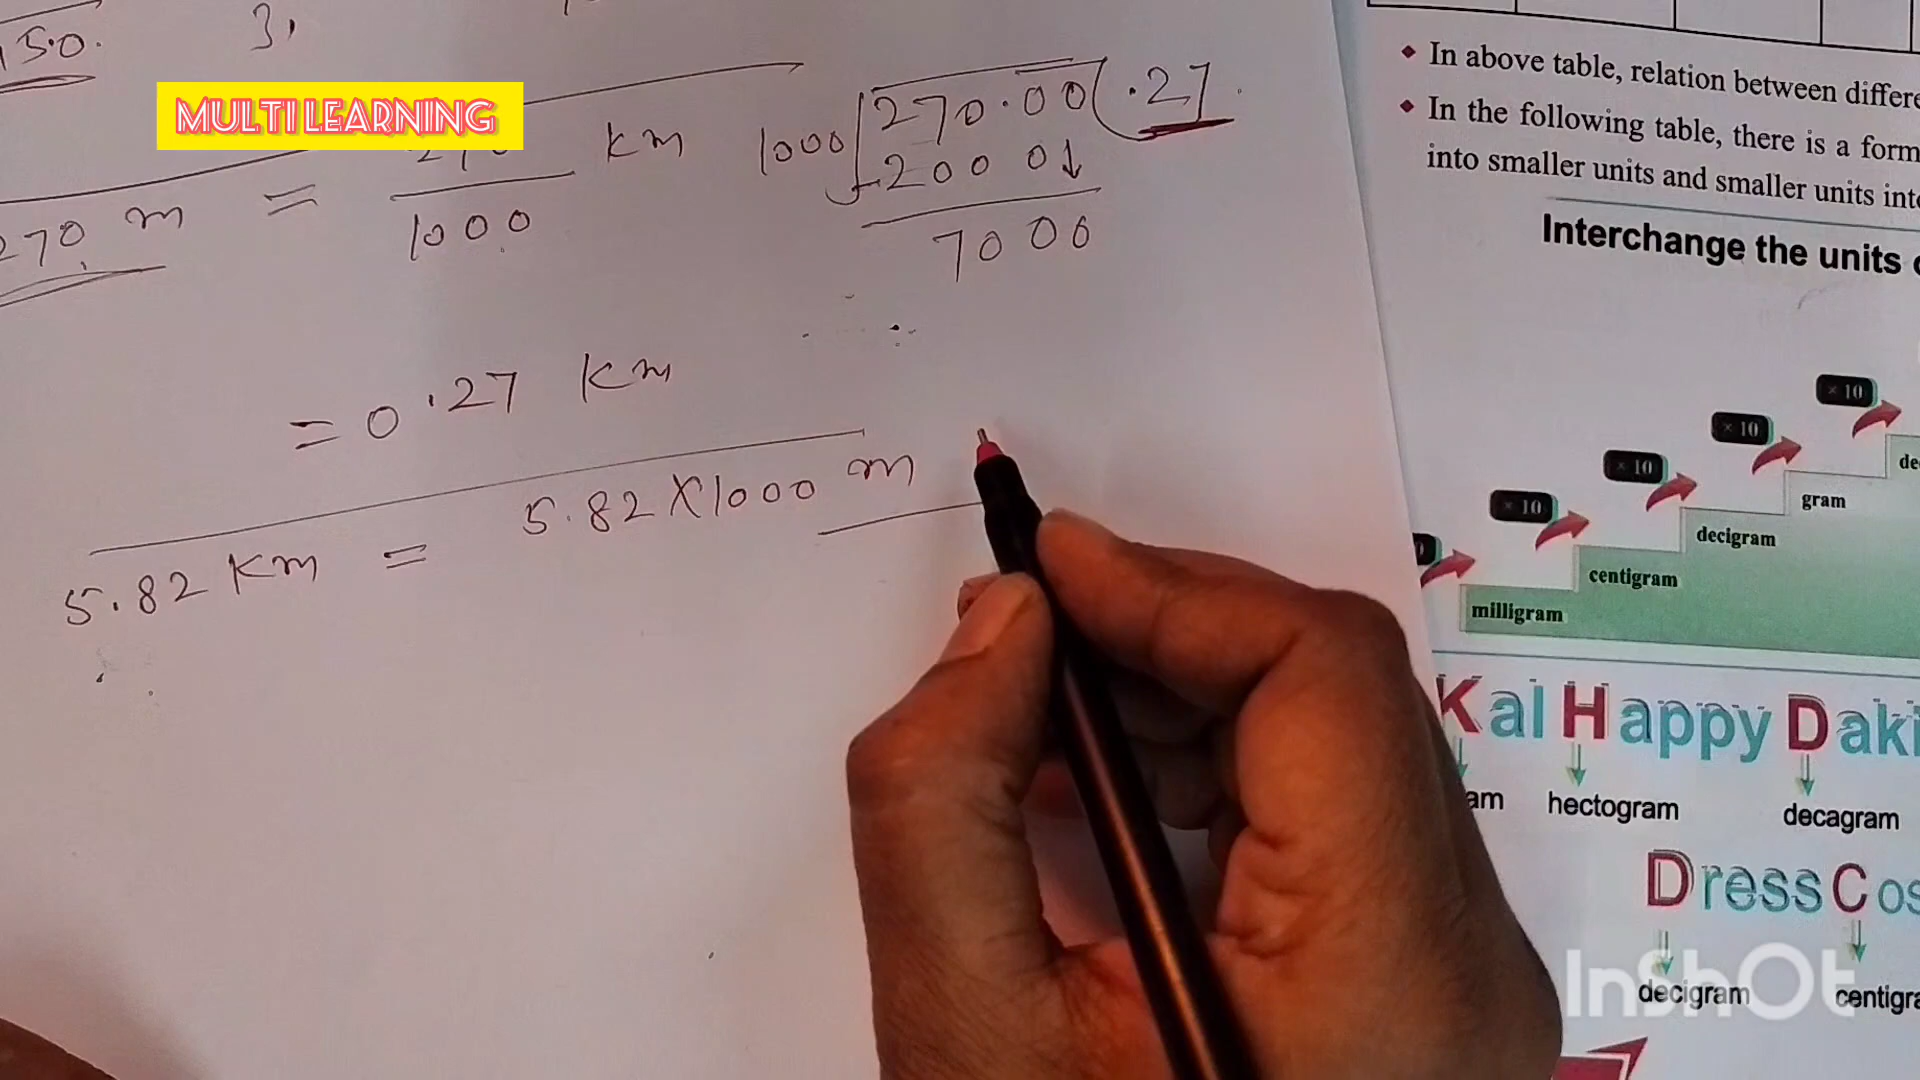 150.
3,
MULTI LEARNING
270 m = 270 km
1000
1000 270.00 ( .27
2000
7000
= 0.27 km
5.82 km = 5.82 × 1000 m
In above table, relation between differe
In the following table, there is a form
into smaller units and smaller units int
Interchange the units
× 10
× 10
× 10
× 10
de
gram
decigram
centigram
milligram
Kal Happy Daki
am hectogram decagram
Dress Cos
decigram centigra
InShOt